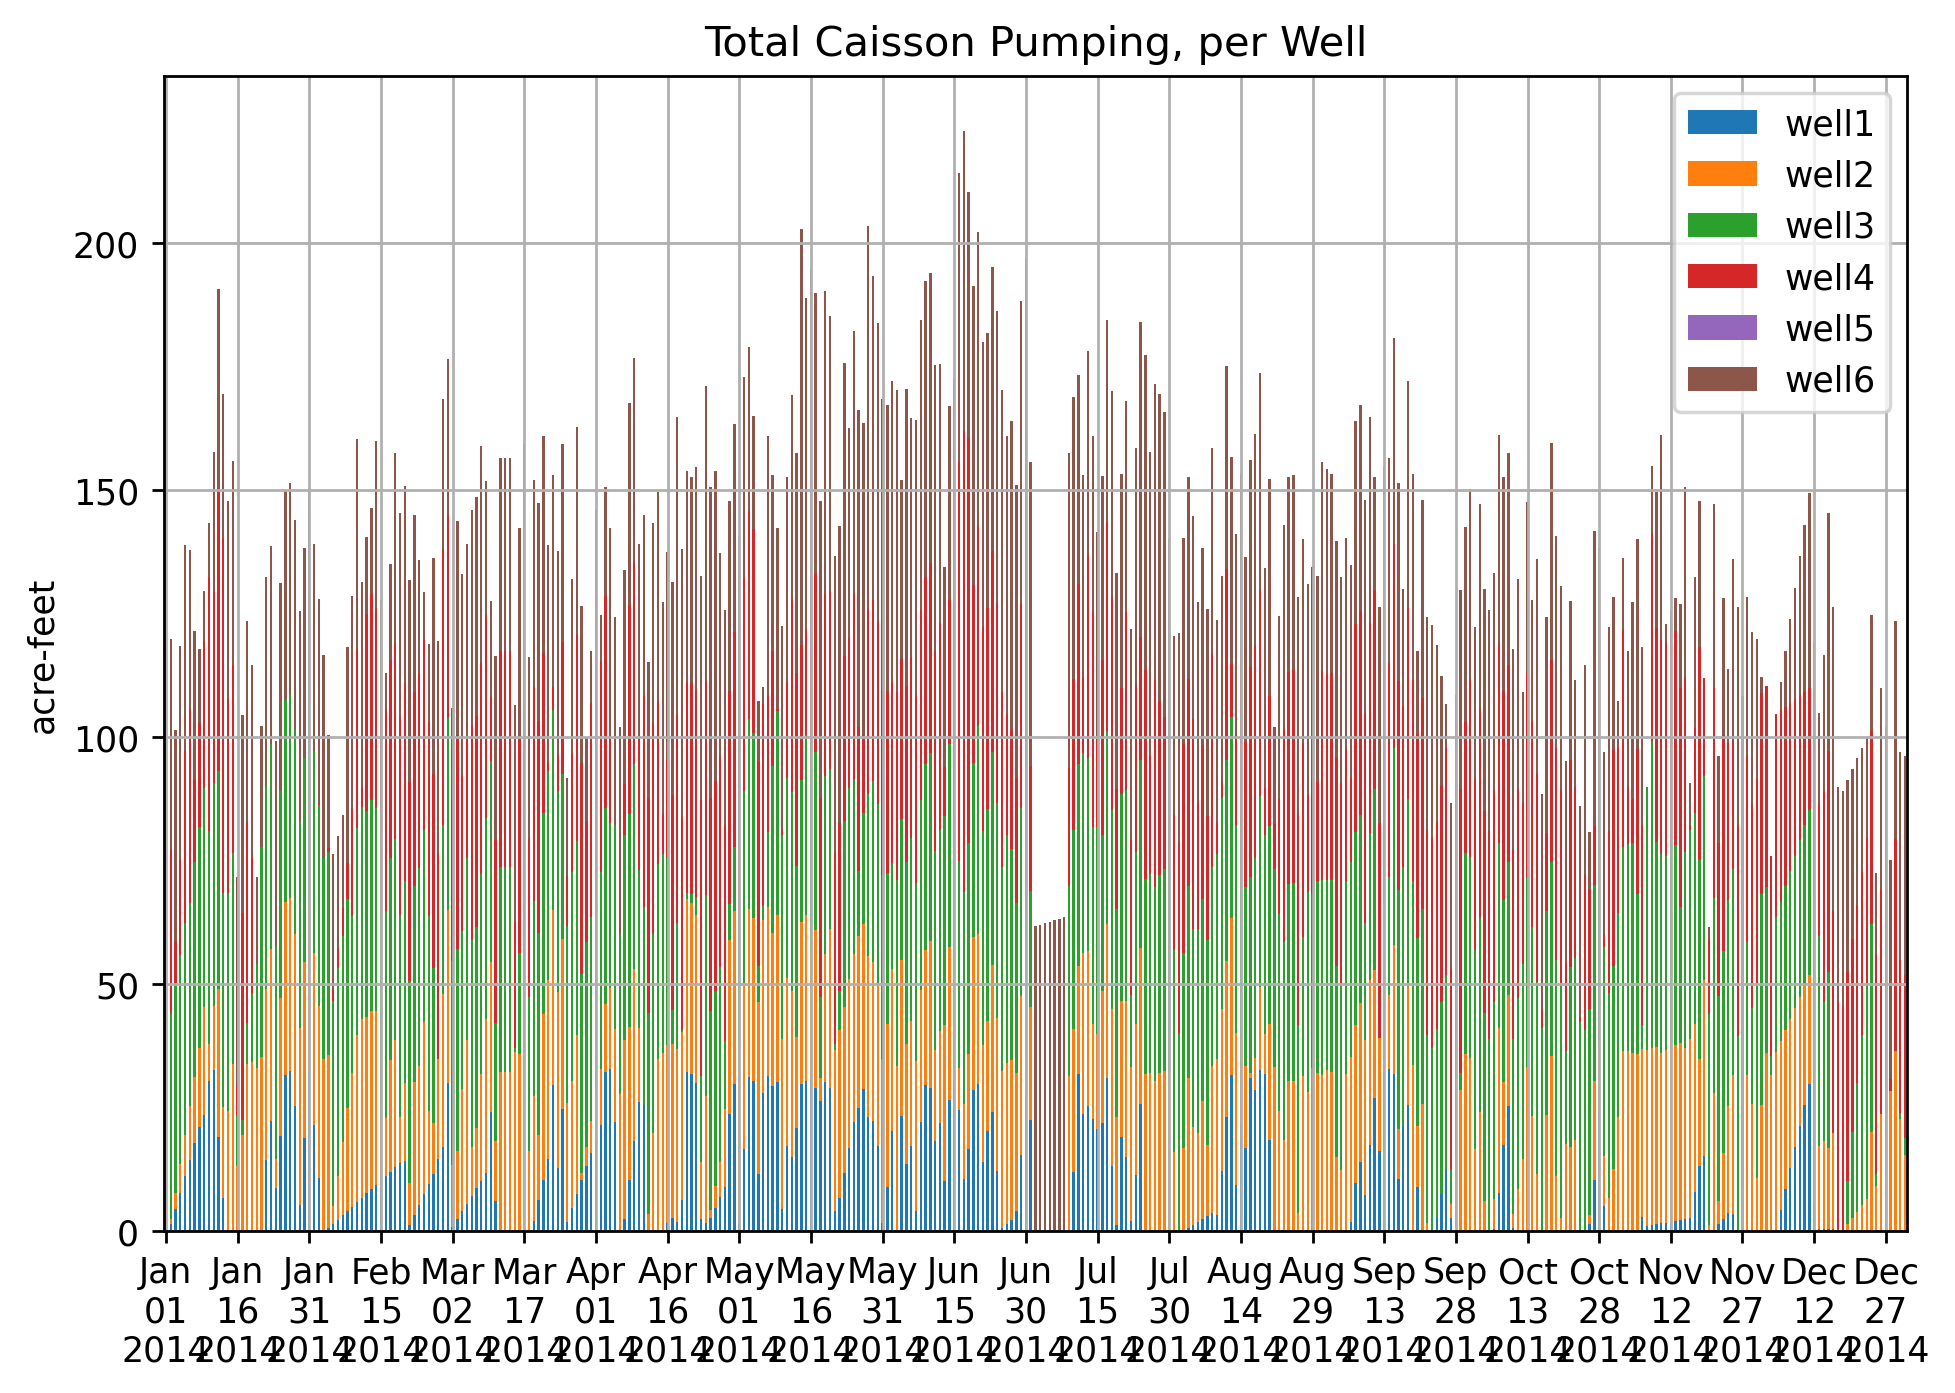 Total Caisson Pumping, per Well
acre-feet
200
150
100
50
0
well1
well2
well3
well4
well5
well6
Jan 01 2014
Jan 16 2014
Jan 31 2014
Feb 15 2014
Mar 02 2014
Mar 17 2014
Apr 01 2014
Apr 16 2014
May 01 2014
May 16 2014
May 31 2014
Jun 15 2014
Jun 30 2014
Jul 15 2014
Jul 30 2014
Aug 14 2014
Aug 29 2014
Sep 13 2014
Sep 28 2014
Oct 13 2014
Oct 28 2014
Nov 12 2014
Nov 27 2014
Dec 12 2014
Dec 27 2014